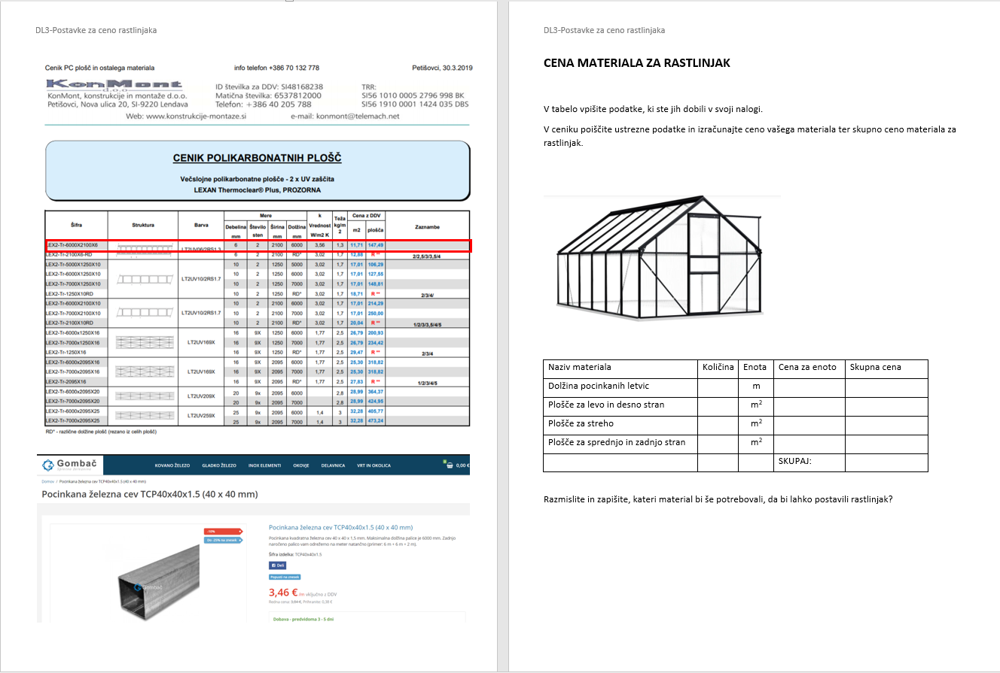 DL3-Postavke za ceno rastlinjaka
Cenik PC plošč in ostalega materiala info telefon +386 70 132 778 Petišovci, 30.3.2019
KonMont
d.o.o.
KonMont, konstrukcije in montaže d.o.o. ID številka za DDV: SI48168238 TRR:
Petišovci, Nova ulica 20, SI-9220 Lendava Matična številka: 6537812000 SI56 1010 0005 2796 998 BK
Telefon: +386 40 205 788 SI56 1910 0001 1424 035 DBS
Web: www.konstrukcije-montaze.si e-mail: konmont@telemach.net
CENIK POLIKARBONATNIH PLOŠČ
Večslojne polikarbonatne plošče - 2 x UV zaščita
LEXAN Thermoclear® Plus, PROZORNA
Šifra Struktura Barva Mere k Vrednost W/m2 K Teža kg/m 2 Cena z DDV Zaznambe
Debelina mm Število sten Širina mm Dolžina mm m2 plošča
LEX2-Tr-6000X2100X6 LT2UV06/2RS1.3 6 2 2100 6000 3,56 1,3 11,71 147,49
LEX2-Tr-2100X6-RD 6 2 2100 RD* 3,02 1,7 12,88 R ** 2/2,5/3/3,5/4
LEX2-Tr-5000X1250X10 10 2 1250 5000 3,02 1,7 17,01 106,29
LEX2-Tr-6000X1250X10 LT2UV10/2RS1.7 10 2 1250 6000 3,02 1,7 17,01 127,55
LEX2-Tr-7000X1250X10 10 2 1250 7000 3,02 1,7 17,01 148,81
LEX2-Tr-1250X10RD 10 2 1250 RD* 3,02 1,7 18,71 R ** 2/3/4/
LEX2-Tr-6000X2100X10 10 2 2100 6000 3,02 1,7 17,01 214,29
LEX2-Tr-7000X2100X10 LT2UV10/2RS1.7 10 2 2100 7000 3,02 1,7 17,01 250,00
LEX2-Tr-2100X10RD 10 2 2100 RD* 3,02 1,7 20,04 R ** 1/2/3/3,5/4/5
LEX2-Tr-6000x1250X16 16 9X 1250 6000 1,77 2,5 26,79 200,93
LEX2-Tr-7000x1250X16 LT2UV169X 16 9X 1250 7000 1,77 2,5 26,79 234,42
LEX2-Tr-1250X16 16 9X 1250 RD* 1,77 2,5 29,47 R ** 2/3/4
LEX2-Tr-6000x2095X16 16 9X 2095 6000 1,77 2,5 25,30 318,82
LEX2-Tr-7000x2095X16 LT2UV169X 16 9X 2095 7000 1,77 2,5 25,30 318,82
LEX2-Tr-2095X16 16 9X 2095 RD* 1,77 2,5 27,83 R ** 1/2/3/4/5
LEX2-Tr-6000x2095X20 LT2UV209X 20 9x 2095 6000 2,8 28,99 364,37
LEX2-Tr-7000x2095X20 20 9x 2095 7000 2,8 28,99 424,95
LEX2-Tr-6000x2095X25 LT2UV259X 25 9x 2095 6000 1,4 3 32,28 405,77
LEX2-Tr-7000x2095X25 25 9x 2095 7000 1,4 3 32,28 473,24
RD* - različne dolžine plošč (rezano iz celih plošč)
Gombač
KOVANO ŽELEZO GLADKO ŽELEZO INOX ELEMENTI OKOVJE DELAVNICA VRT IN OKOLICA 0,00 €
Domov / Pocinkana železna cev TCP40x40x1.5 (40 x 40 mm)
Pocinkana železna cev TCP40x40x1.5 (40 x 40 mm)
-10%
Do -25% na znesek
Gombač
Pocinkana železna cev TCP40x40x1.5 (40 x 40 mm)
Pocinkana kvadratna železna cev 40 x 40 x 1,5 mm. Maksimalna dolžina palice je 6000 mm. Zadnjo
naročeno palico vam odrežemo na meter natančno (primer: 6 m + 6 m + 2 m).
Šifra izdelka: TCP40x40x1.5
Deli
Popust na znesek
3,46 € /m vključno z DDV
Redna cena: 3,84 €, Prihranite: 0,38 €
Dobava - predvidoma 3 - 5 dni
DL3-Postavke za ceno rastlinjaka
CENA MATERIALA ZA RASTLINJAK
V tabelo vpišite podatke, ki ste jih dobili v svoji nalogi.
V ceniku poiščite ustrezne podatke in izračunajte ceno vašega materiala ter skupno ceno materiala za
rastlinjak.
Naziv materiala Količina Enota Cena za enoto Skupna cena
Dolžina pocinkanih letvic m
Plošče za levo in desno stran m²
Plošče za streho m²
Plošče za sprednjo in zadnjo stran m²
SKUPAJ:
Razmislite in zapišite, kateri material bi še potrebovali, da bi lahko postavili rastlinjak?